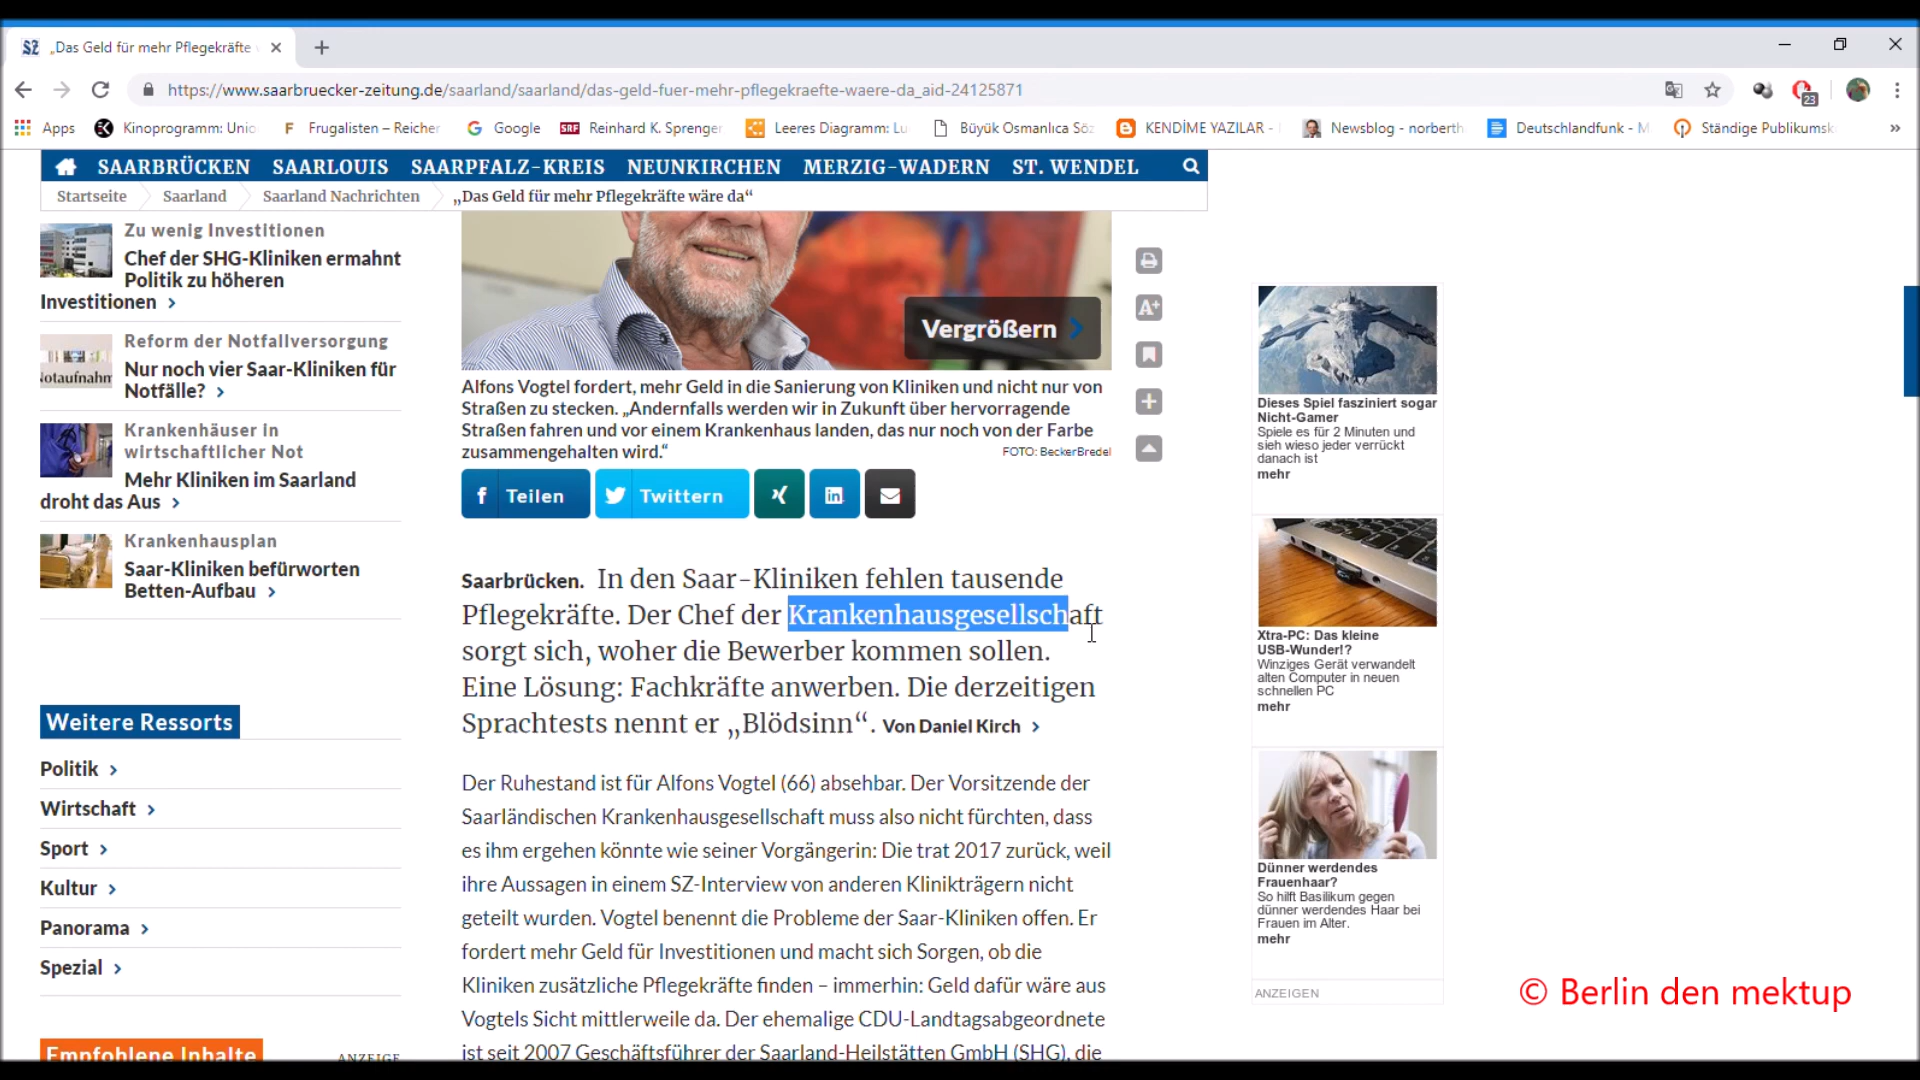 SZ „Das Geld für mehr Pflegekräfte
https://www.saarbruecker-zeitung.de/saarland/saarland/das-geld-fuer-mehr-pflegekraefte-waere-da_aid-24125871
23
Apps Kinoprogramm: Unio F Frugalisten – Reicher Google SRF Reinhard K. Sprenger Leeres Diagramm: Lu Büyük Osmanlıca Söz KENDİME YAZILAR - Newsblog - norberth Deutschlandfunk - M Ständige Publikumsk »
SAARBRÜCKEN SAARLOUIS SAARPFALZ-KREIS NEUNKIRCHEN MERZIG-WADERN ST. WENDEL
Startseite Saarland Saarland Nachrichten „Das Geld für mehr Pflegekräfte wäre da“
Zu wenig Investitionen
Chef der SHG-Kliniken ermahnt
Politik zu höheren
Investitionen
Reform der Notfallversorgung
Nur noch vier Saar-Kliniken für
Notfälle?
Notaufnahm
Krankenhäuser in
wirtschaftlicher Not
Mehr Kliniken im Saarland
droht das Aus
Krankenhausplan
Saar-Kliniken befürworten
Betten-Aufbau
Weitere Ressorts
Politik
Wirtschaft
Sport
Kultur
Panorama
Spezial
Empfohlene Inhalte
ANZEIGE
Vergrößern
A+
Alfons Vogtel fordert, mehr Geld in die Sanierung von Kliniken und nicht nur von
Straßen zu stecken. „Andernfalls werden wir in Zukunft über hervorragende
Straßen fahren und vor einem Krankenhaus landen, das nur noch von der Farbe
zusammengehalten wird.“ FOTO: BeckerBredel
f Teilen Twittern in
Saarbrücken. In den Saar-Kliniken fehlen tausende
Pflegekräfte. Der Chef der Krankenhausgesellschaft
sorgt sich, woher die Bewerber kommen sollen.
Eine Lösung: Fachkräfte anwerben. Die derzeitigen
Sprachtests nennt er „Blödsinn“. Von Daniel Kirch
Der Ruhestand ist für Alfons Vogtel (66) absehbar. Der Vorsitzende der
Saarländischen Krankenhausgesellschaft muss also nicht fürchten, dass
es ihm ergehen könnte wie seiner Vorgängerin: Die trat 2017 zurück, weil
ihre Aussagen in einem SZ-Interview von anderen Klinikträgern nicht
geteilt wurden. Vogtel benennt die Probleme der Saar-Kliniken offen. Er
fordert mehr Geld für Investitionen und macht sich Sorgen, ob die
Kliniken zusätzliche Pflegekräfte finden – immerhin: Geld dafür wäre aus
Vogtels Sicht mittlerweile da. Der ehemalige CDU-Landtagsabgeordnete
ist seit 2007 Geschäftsführer der Saarland-Heilstätten GmbH (SHG), die
Dieses Spiel fasziniert sogar
Nicht-Gamer
Spiele es für 2 Minuten und
sieh wieso jeder verrückt
danach ist
mehr
Xtra-PC: Das kleine
USB-Wunder!?
Winziges Gerät verwandelt
alten Computer in neuen
schnellen PC
mehr
Dünner werdendes
Frauenhaar?
So hilft Basilikum gegen
dünner werdendes Haar bei
Frauen im Alter.
mehr
ANZEIGEN
© Berlin den mektup